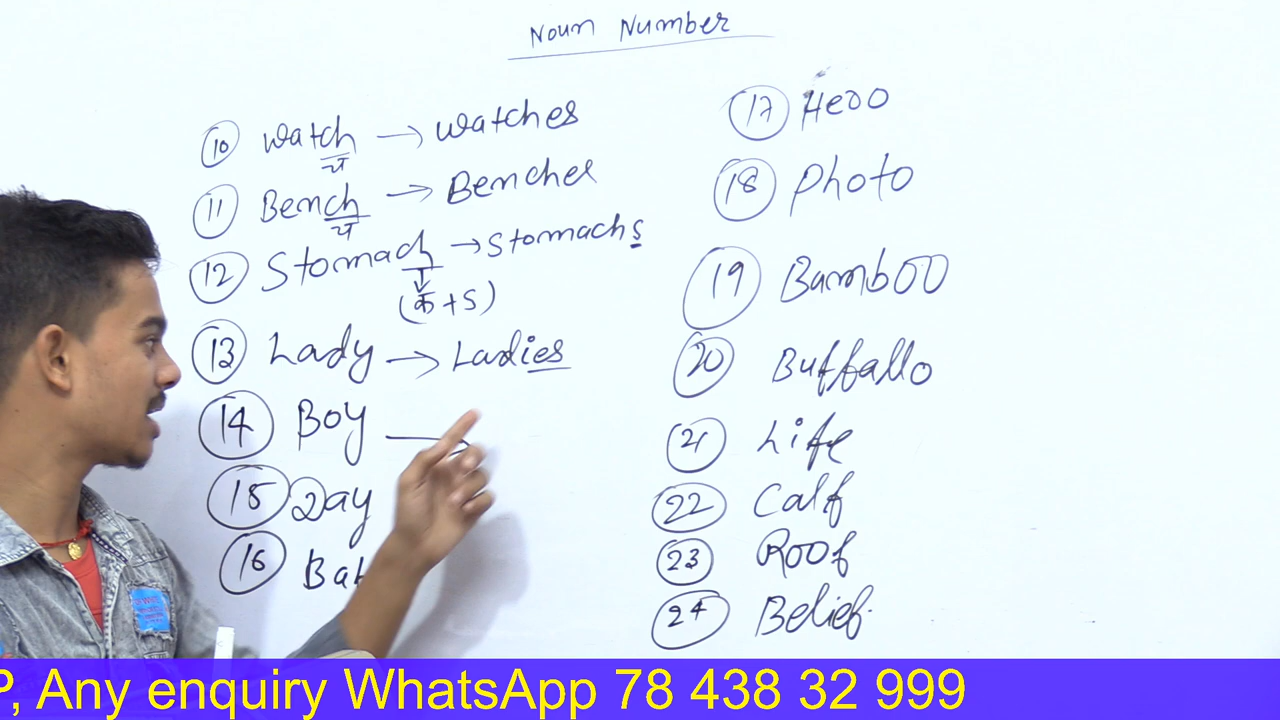 Noun Number
10 Watch → Watches
च
11 Bench → Benches
च
12 Stomach → Stomachs
(क + s)
13 Lady → Ladies
14 Boy
15 Day
16
17 Hero
18 Photo
19 Bamboo
20 Buffallo
21 Life
22 Calf
23 Roof
24 Belief
P, Any enquiry WhatsApp 78 438 32 999